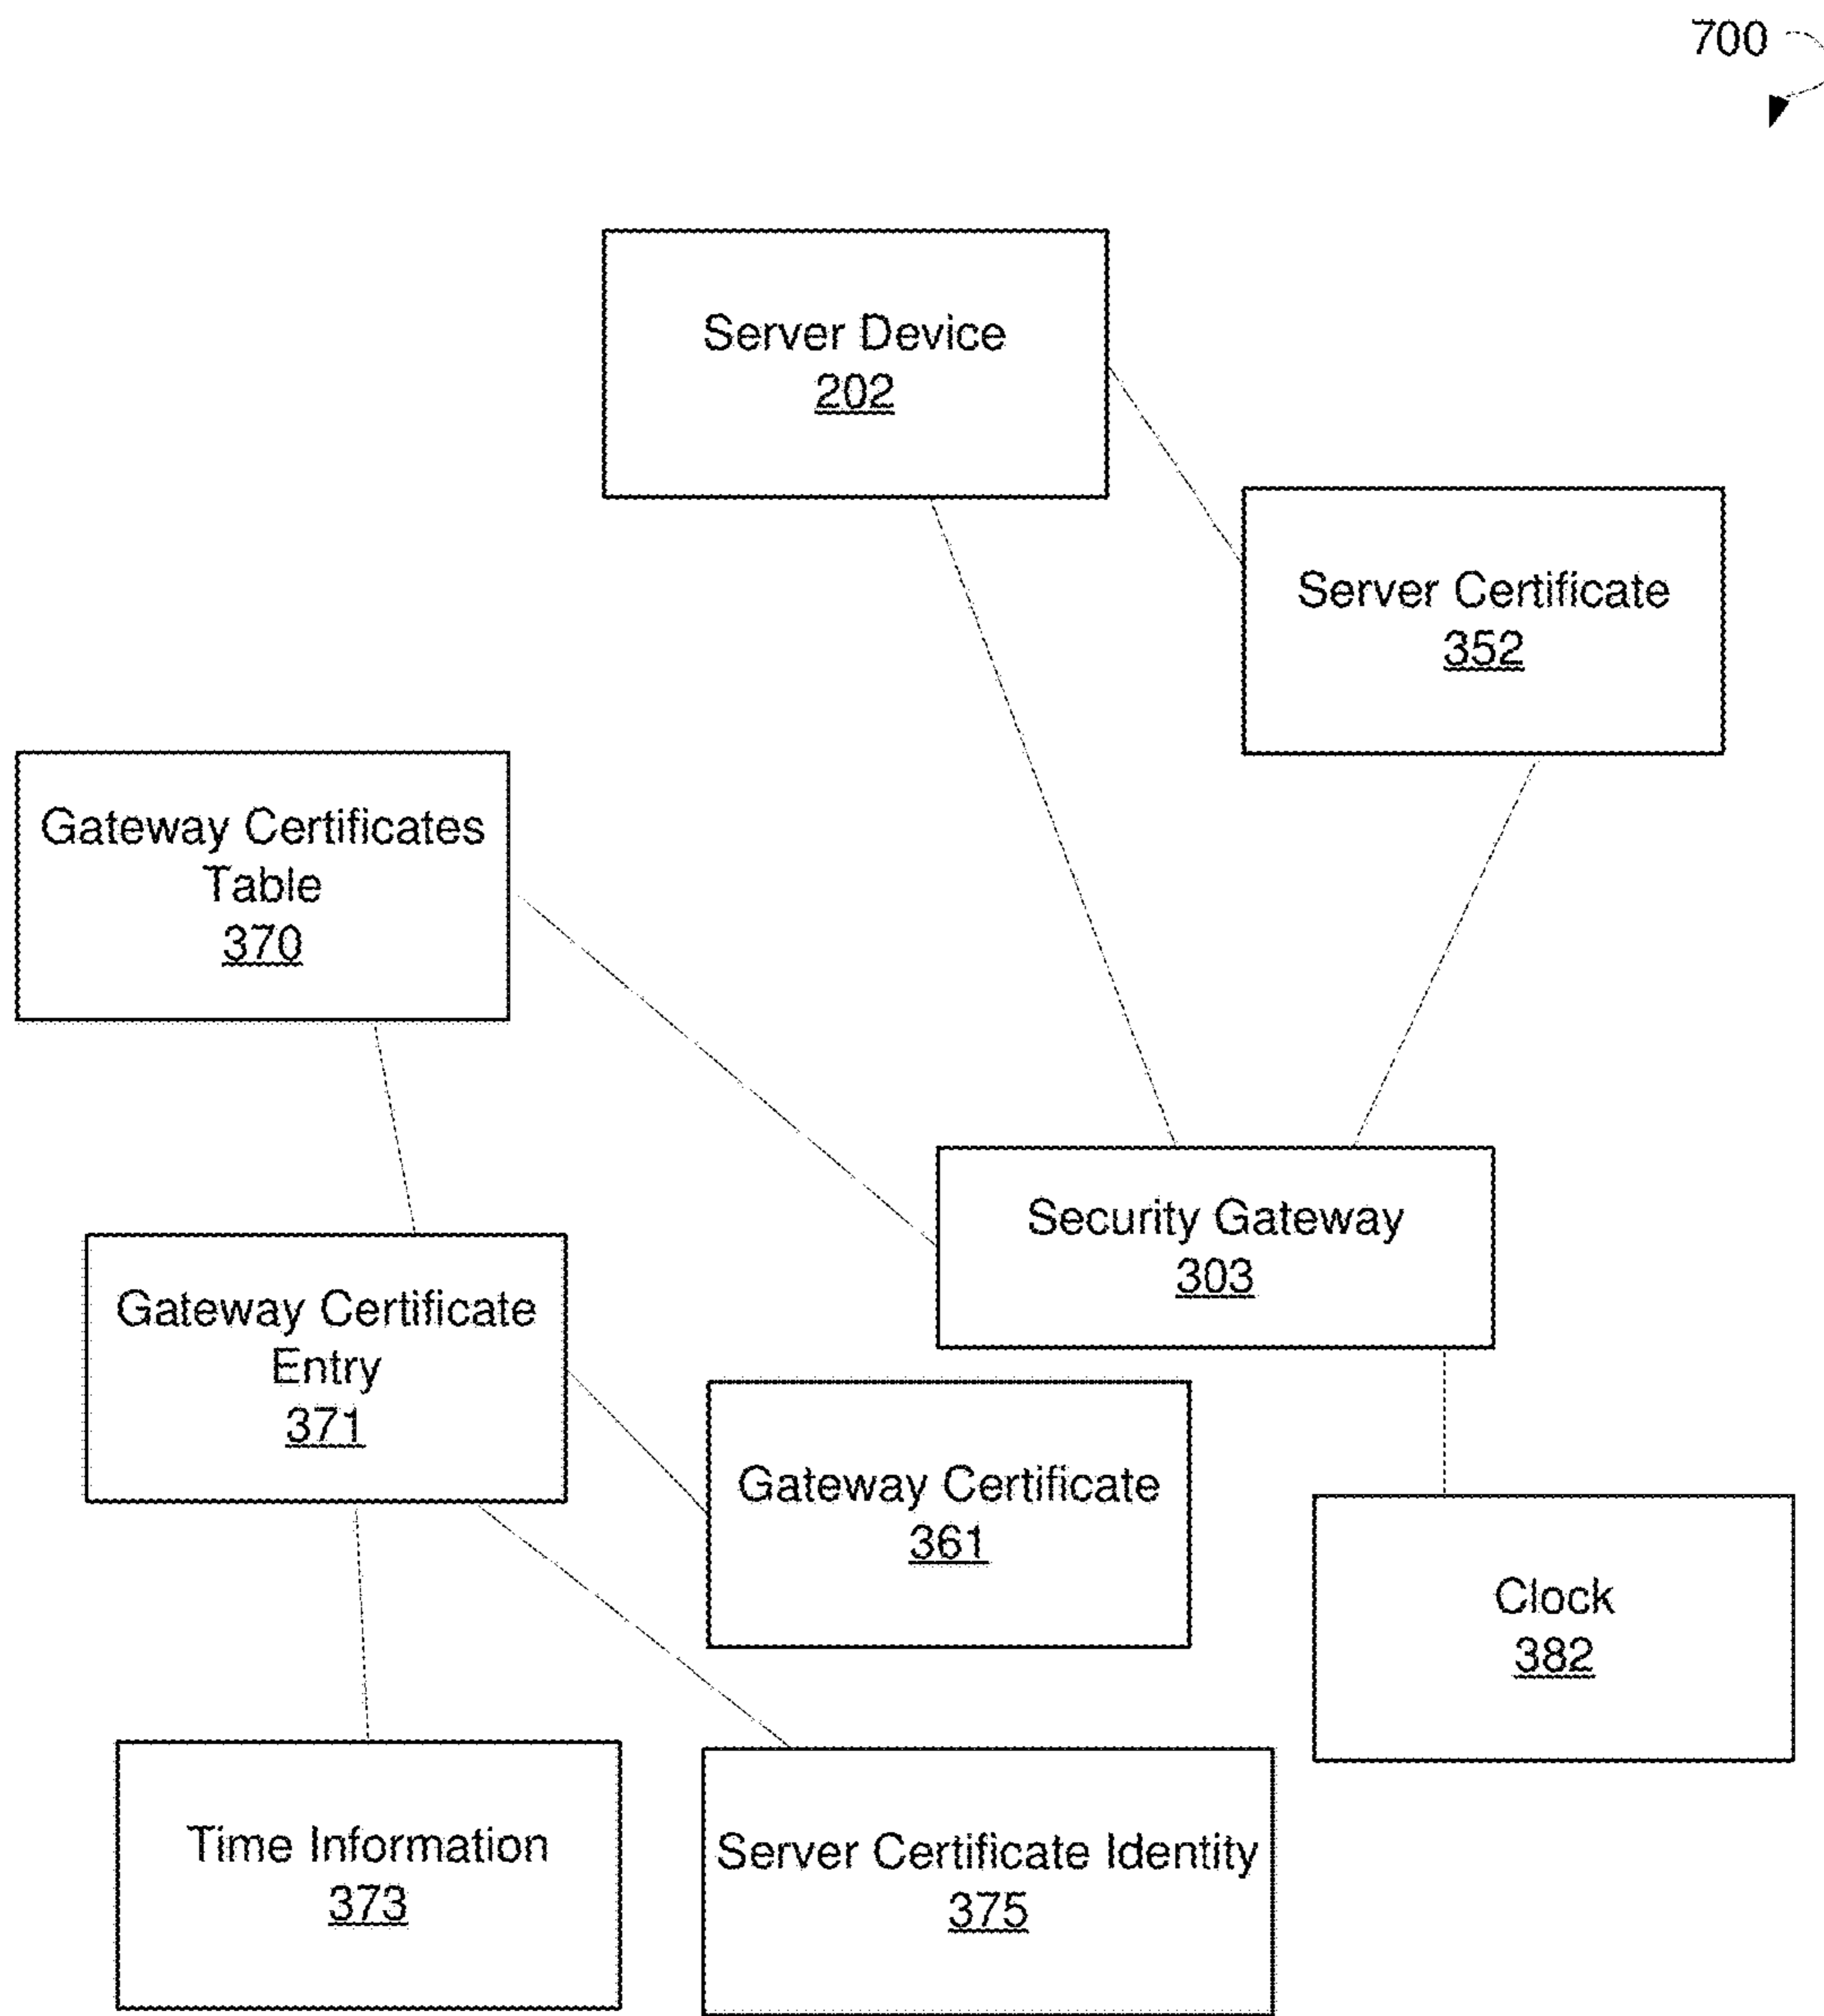 700
Server Device
202
Server Certificate
352
Gateway Certificates
Table
370
Security Gateway
303
Gateway Certificate
Entry
371
Gateway Certificate
361
Clock
382
Time Information
373
Server Certificate Identity
375